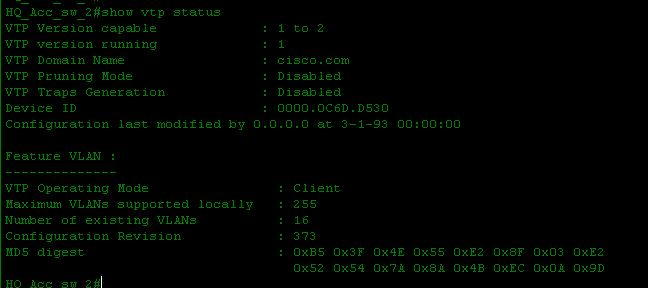 HQ_Acc_sw_2#show vtp status
VTP Version capable : 1 to 2
VTP version running : 1
VTP Domain Name : cisco.com
VTP Pruning Mode : Disabled
VTP Traps Generation : Disabled
Device ID : 0000.0C6D.D530
Configuration last modified by 0.0.0.0 at 3-1-93 00:00:00
Feature VLAN :
--------------
VTP Operating Mode : Client
Maximum VLANs supported locally : 255
Number of existing VLANs : 16
Configuration Revision : 373
MD5 digest : 0xB5 0x3F 0x4E 0x55 0xE2 0x8F 0x03 0xE2
0x52 0x54 0x7A 0x8A 0x4B 0xEC 0x0A 0x9D
HQ_Acc_sw_2#